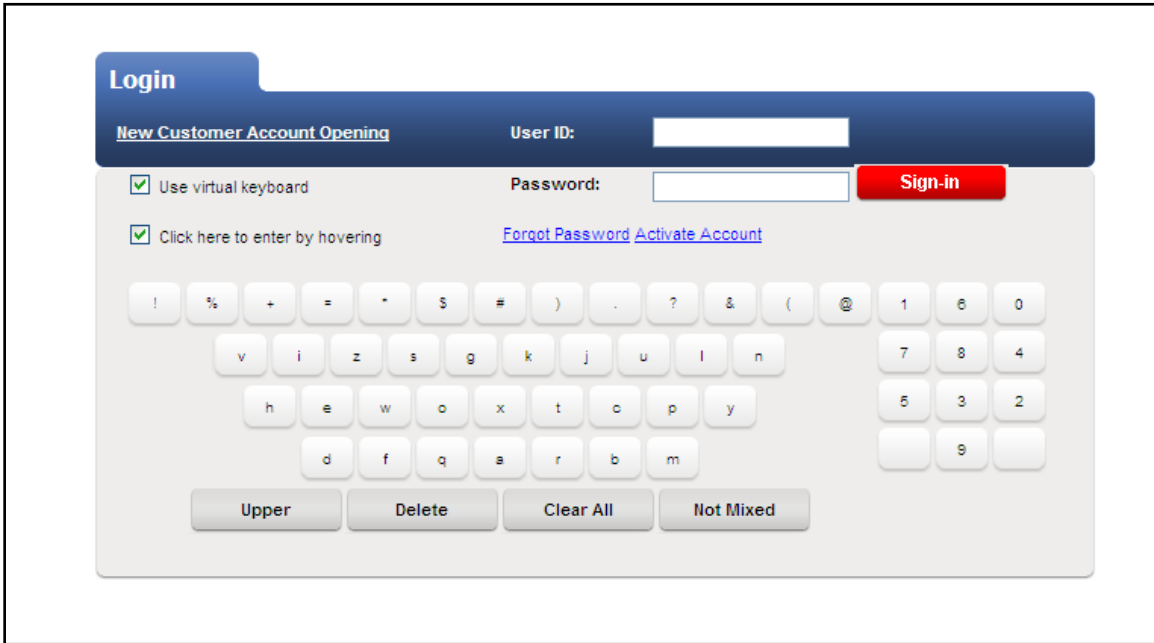 Login
New Customer Account Opening User ID:
Use virtual keyboard Password: Sign-in
Click here to enter by hovering Forgot Password Activate Account
! % + = * $ # ) . ? & ( @ 1 6 0
v i z s g k j u l n 7 8 4
h e w o x t c p y 5 3 2
d f q a r b m 9
Upper Delete Clear All Not Mixed